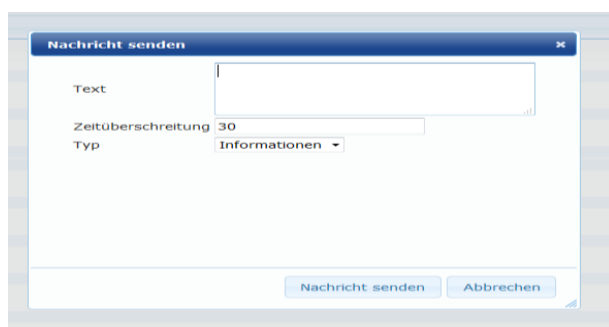 Nachricht senden
Text
Zeitüberschreitung 30
Typ Informationen
Nachricht senden Abbrechen